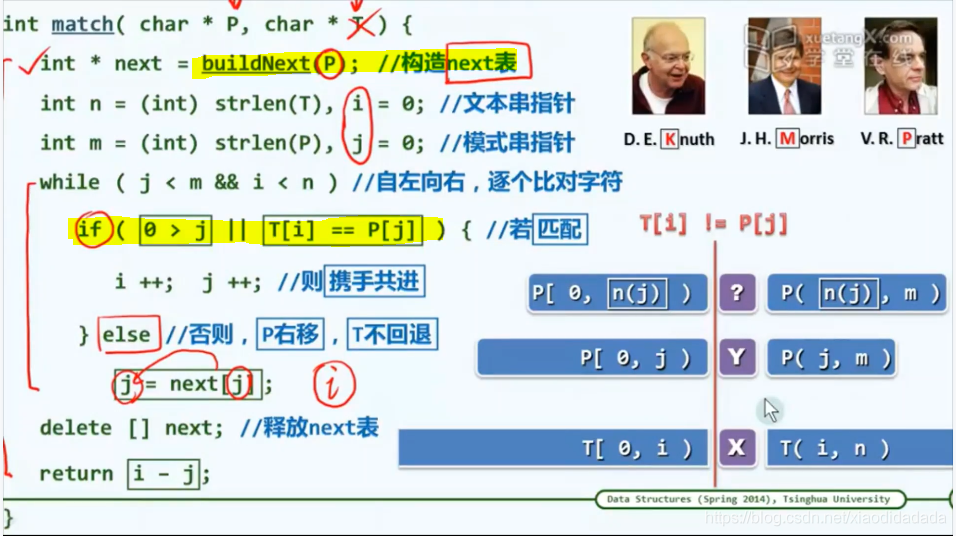 int match( char * P, char * T ) {
int * next = buildNext(P); //构造next表
int n = (int) strlen(T), i = 0; //文本串指针
int m = (int) strlen(P), j = 0; //模式串指针
while ( j < m && i < n ) //自左向右，逐个比对字符
if ( 0 > j || T[i] == P[j] ) { //若匹配
i ++; j ++; //则携手共进
} else //否则，P右移，T不回退
j = next[j]; i
delete [] next; //释放next表
return i - j;
}
xuetangX.com
学堂在线
D. E. Knuth J. H. Morris V. R. Pratt
T[i] != P[j]
P[ 0, n(j) ) ? P( n(j), m )
P[ 0, j ) Y P( j, m )
T[ 0, i ) X T( i, n )
Data Structures (Spring 2014), Tsinghua University
https://blog.csdn.net/xiaodidadada